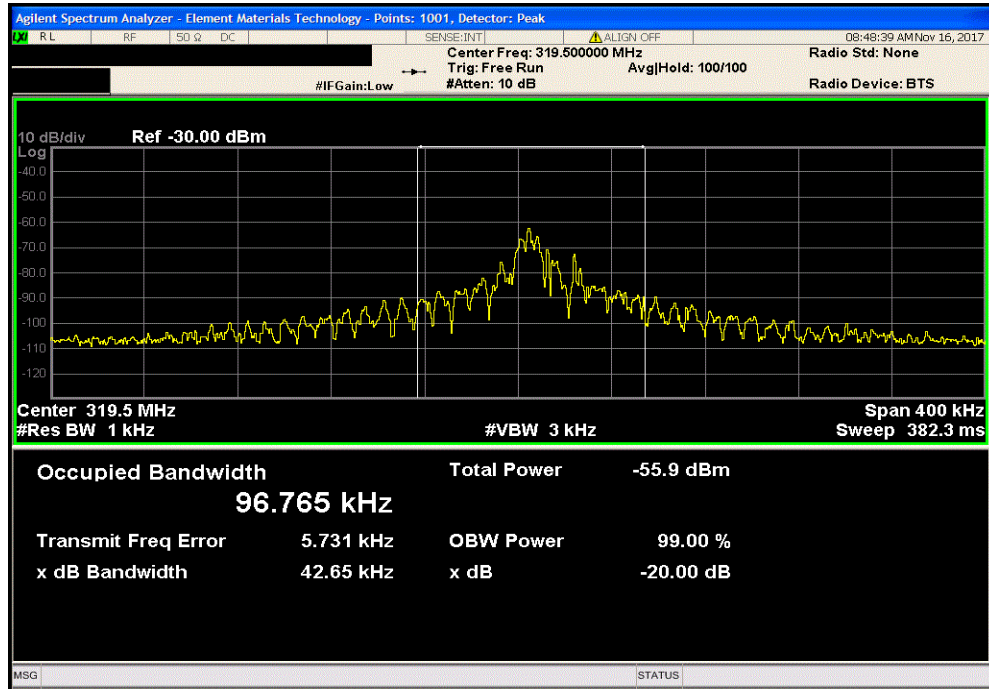 Agilent Spectrum Analyzer - Element Materials Technology - Points: 1001, Detector: Peak
LXI RL RF 50 Ω DC SENSE:INT ALIGN OFF 08:48:39 AM Nov 16, 2017
Center Freq: 319.500000 MHz Radio Std: None
Trig: Free Run Avg|Hold: 100/100
#IFGain:Low #Atten: 10 dB Radio Device: BTS
10 dB/div Ref -30.00 dBm
Log
-40.0
-50.0
-60.0
-70.0
-80.0
-90.0
-100
-110
-120
Center 319.5 MHz Span 400 kHz
#Res BW 1 kHz #VBW 3 kHz Sweep 382.3 ms
Occupied Bandwidth Total Power -55.9 dBm
96.765 kHz
Transmit Freq Error 5.731 kHz OBW Power 99.00 %
x dB Bandwidth 42.65 kHz x dB -20.00 dB
MSG STATUS